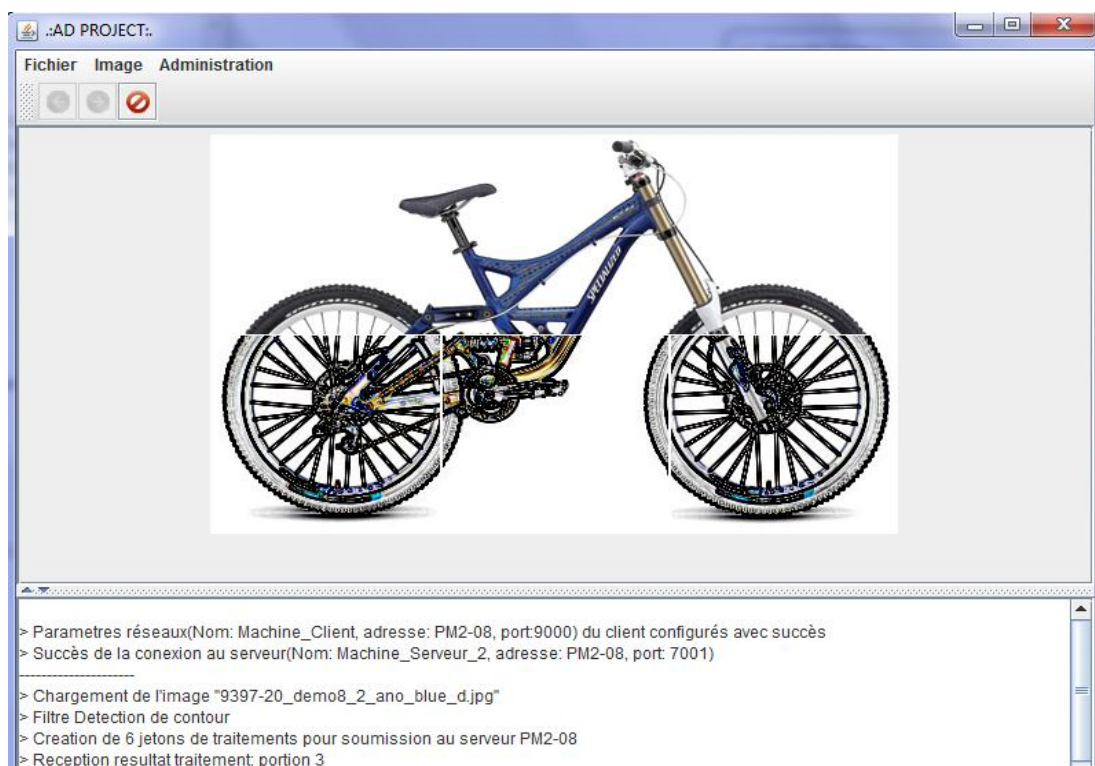 .:AD PROJECT:.
Fichier Image Administration
SPECIALIZED
> Parametres réseaux(Nom: Machine_Client, adresse: PM2-08, port:9000) du client configurés avec succès
> Succès de la conexion au serveur(Nom: Machine_Serveur_2, adresse: PM2-08, port: 7001)
---------------------
> Chargement de l'image "9397-20_demo8_2_ano_blue_d.jpg"
> Filtre Detection de contour
> Creation de 6 jetons de traitements pour soumission au serveur PM2-08
> Reception resultat traitement: portion 3